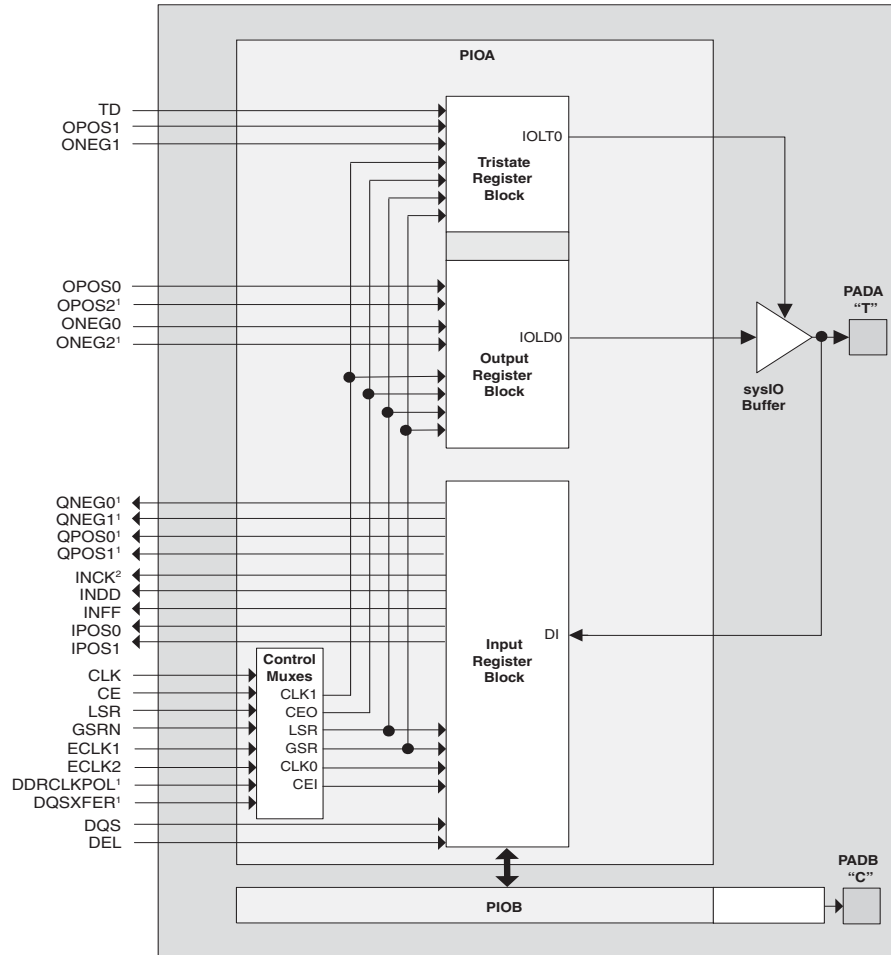 PIOA
TD
OPOS1
ONEG1
IOLT0
Tristate
Register
Block
OPOS0
OPOS2¹
ONEG0
ONEG2¹
IOLD0
Output
Register
Block
PADA
“T”
sysIO
Buffer
QNEG0¹
QNEG1¹
QPOS0¹
QPOS1¹
INCK²
INDD
INFF
IPOS0
IPOS1
DI
Input
Register
Block
Control
Muxes
CLK
CE
LSR
GSRN
ECLK1
ECLK2
DDRCLKPOL¹
DQSXFER¹
CLK1
CEO
LSR
GSR
CLK0
CEI
DQS
DEL
PADB
“C”
PIOB